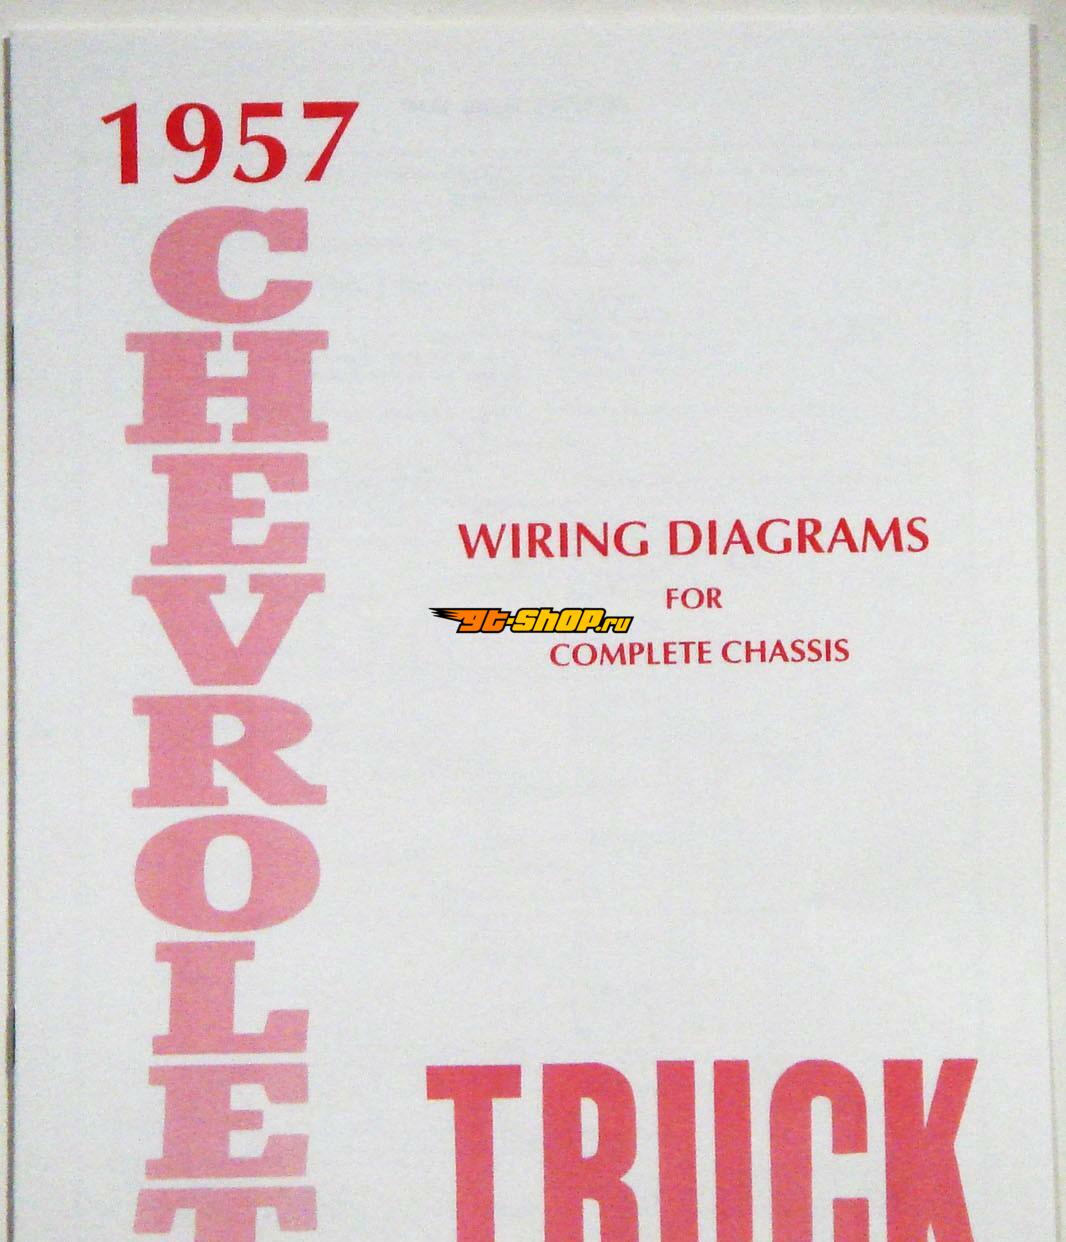 1957
CHEVROLET
WIRING DIAGRAMS
FOR
gt-shop.ru
COMPLETE CHASSIS
TRUCK